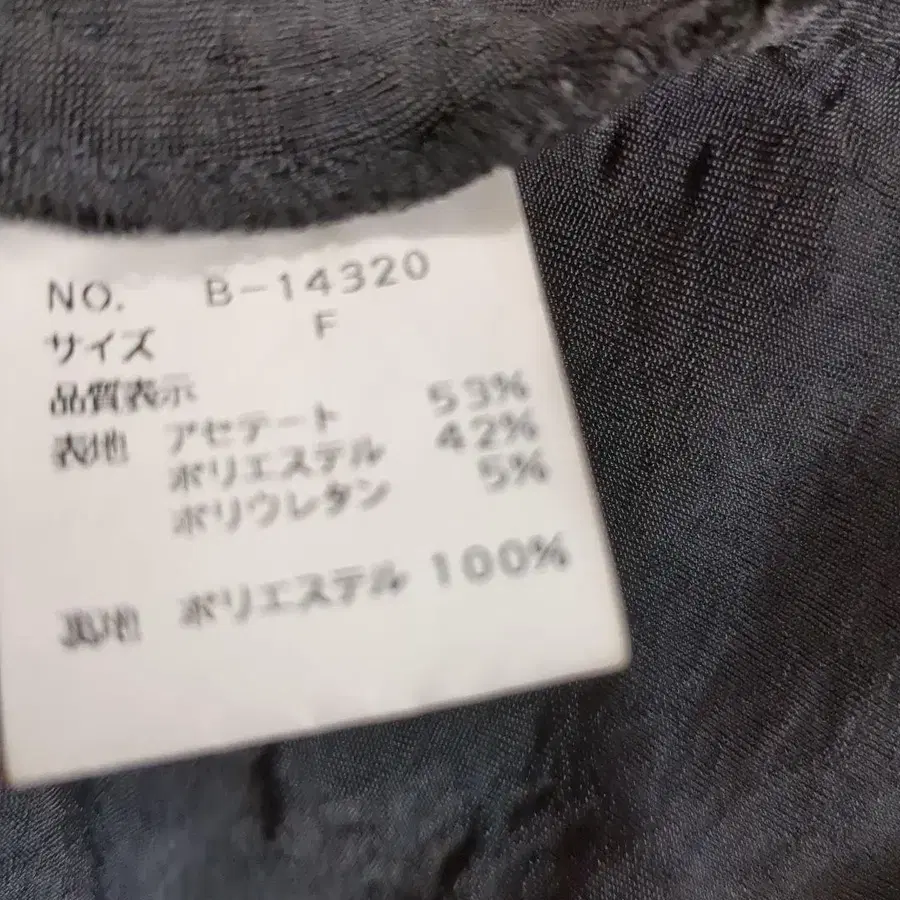 NO. B-14320
サイズ F
品質表示
表地 アセテート 53%
ポリエステル 42%
ポリウレタン 5%
裏地 ポリエステル 100%